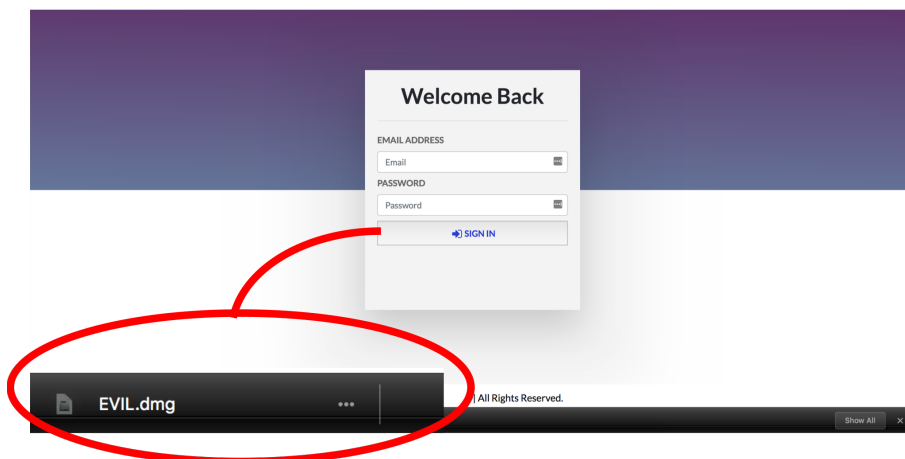 Welcome Back
EMAIL ADDRESS
Email
PASSWORD
Password
SIGN IN
| All Rights Reserved.
EVIL.dmg
Show All